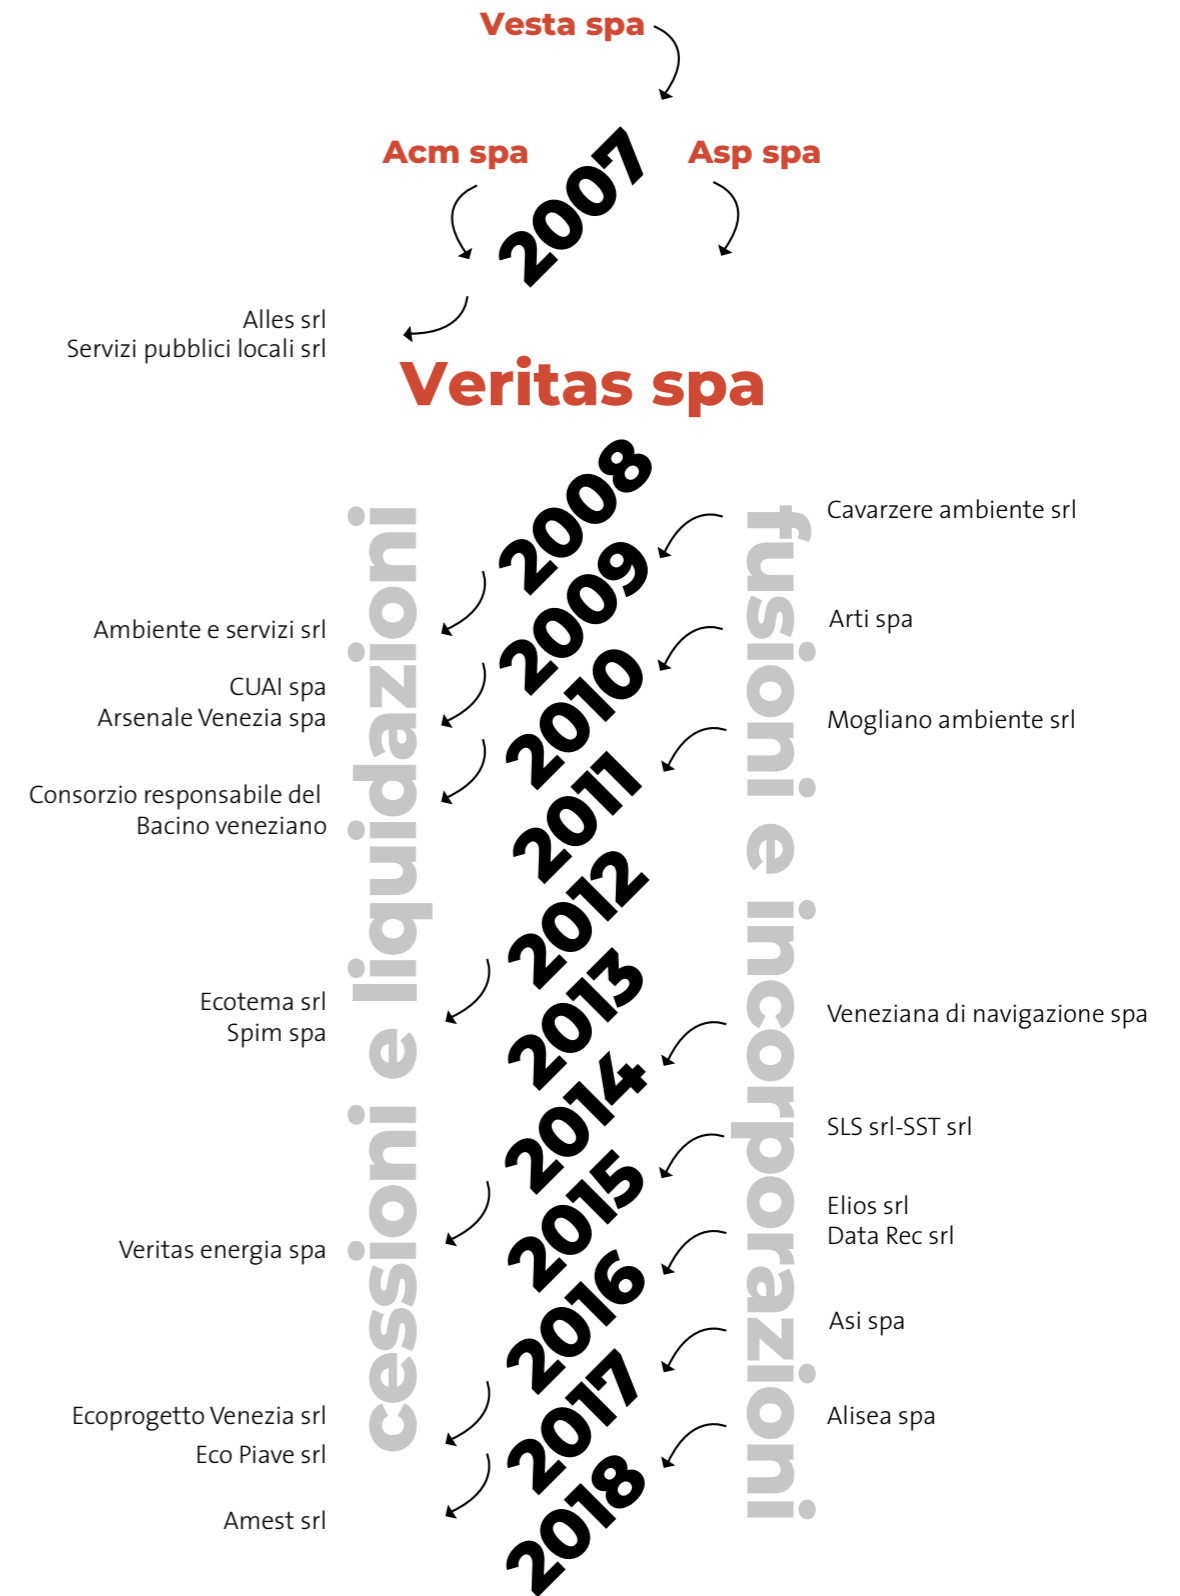 Vesta spa
Acm spa
2007
Asp spa
Alles srl
Servizi pubblici locali srl
Veritas spa
cessioni e liquidazioni
fusioni e incorporazioni
2008
Cavarzere ambiente srl
2009
Ambiente e servizi srl
Arti spa
2010
CUAI spa
Arsenale Venezia spa
Mogliano ambiente srl
2011
Consorzio responsabile del
Bacino veneziano
2012
2013
Ecotema srl
Spim spa
Veneziana di navigazione spa
2014
SLS srl-SST srl
2015
Veritas energia spa
Elios srl
Data Rec srl
2016
Asi spa
2017
Ecoprogetto Venezia srl
Eco Piave srl
Alisea spa
2018
Amest srl